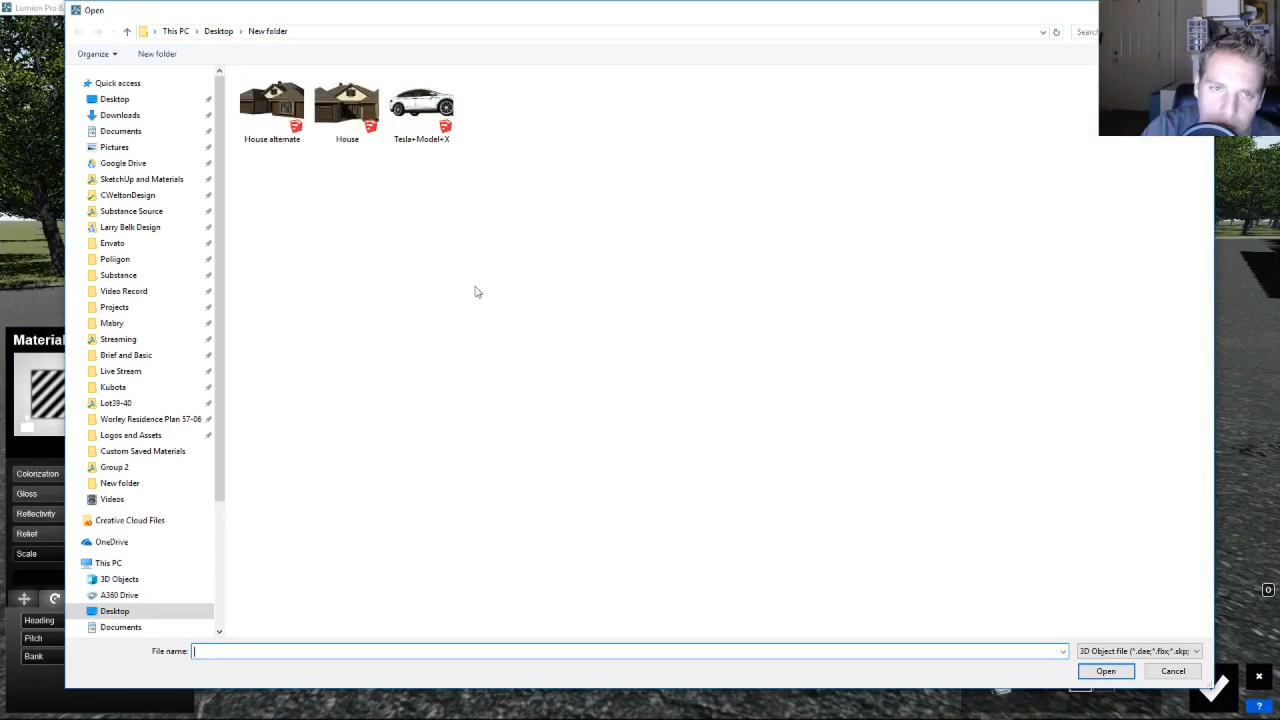 Lumion Pro 8.
Open
This PC > Desktop > New folder
Search
Organize
New folder
Quick access
Desktop
Downloads
Documents
Pictures
Google Drive
SketchUp and Materials
CWeltonDesign
Substance Source
Larry Belk Design
Envato
Poliigon
Substance
Video Record
Projects
Mabry
Streaming
Brief and Basic
Live Stream
Kubota
Lot39-40
Worley Residence Plan 57-06
Logos and Assets
Custom Saved Materials
Group 2
New folder
Videos
Creative Cloud Files
OneDrive
This PC
3D Objects
A360 Drive
Desktop
Documents
House alternate
House
Tesla+Model+X
Material
Colorization
Gloss
Reflectivity
Relief
Scale
Heading
Pitch
Bank
File name:
3D Object file (*.dae;*.fbx;*.skp;
Open
Cancel
0
?